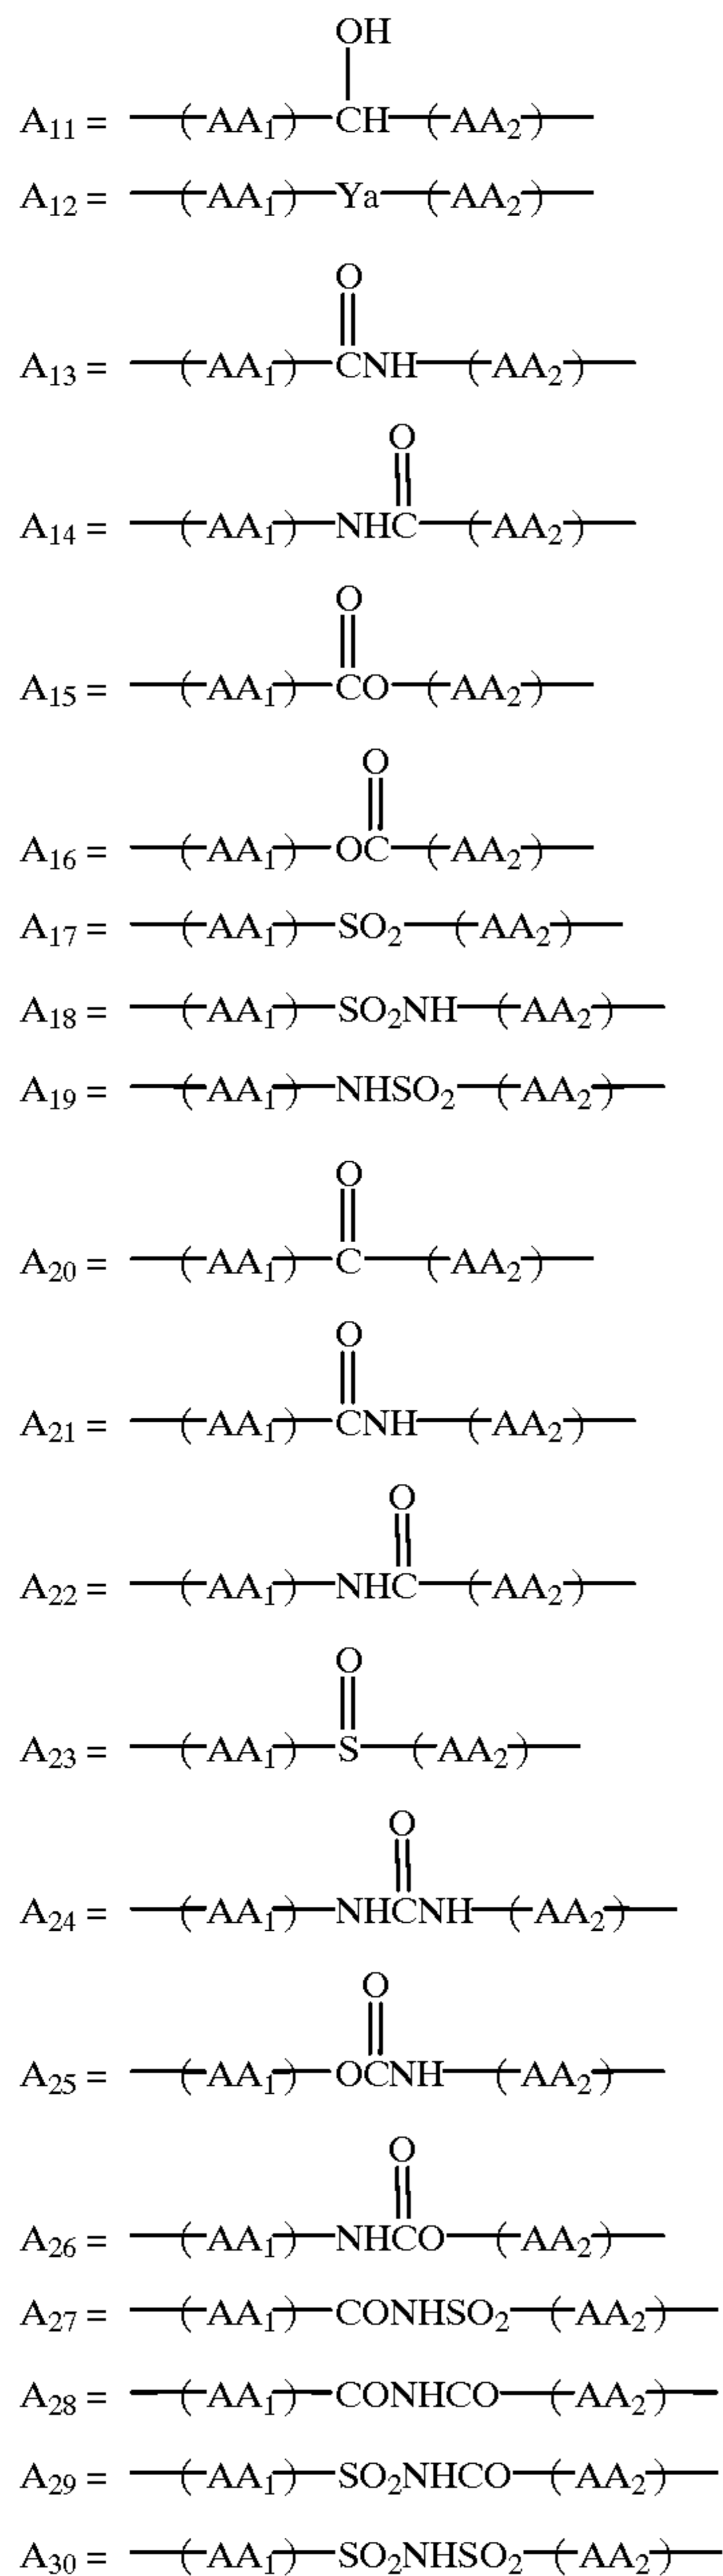 OH
A₁₁ = —(AA₁)—CH—(AA₂)—
A₁₂ = —(AA₁)—Ya—(AA₂)—
O
A₁₃ = —(AA₁)—CNH—(AA₂)—
O
A₁₄ = —(AA₁)—NHC—(AA₂)—
O
A₁₅ = —(AA₁)—CO—(AA₂)—
O
A₁₆ = —(AA₁)—OC—(AA₂)—
A₁₇ = —(AA₁)—SO₂—(AA₂)—
A₁₈ = —(AA₁)—SO₂NH—(AA₂)—
A₁₉ = —(AA₁)—NHSO₂—(AA₂)—
O
A₂₀ = —(AA₁)—C—(AA₂)—
O
A₂₁ = —(AA₁)—CNH—(AA₂)—
O
A₂₂ = —(AA₁)—NHC—(AA₂)—
O
A₂₃ = —(AA₁)—S—(AA₂)—
O
A₂₄ = —(AA₁)—NHCNH—(AA₂)—
O
A₂₅ = —(AA₁)—OCNH—(AA₂)—
O
A₂₆ = —(AA₁)—NHCO—(AA₂)—
A₂₇ = —(AA₁)—CONHSO₂—(AA₂)—
A₂₈ = —(AA₁)—CONHCO—(AA₂)—
A₂₉ = —(AA₁)—SO₂NHCO—(AA₂)—
A₃₀ = —(AA₁)—SO₂NHSO₂—(AA₂)—